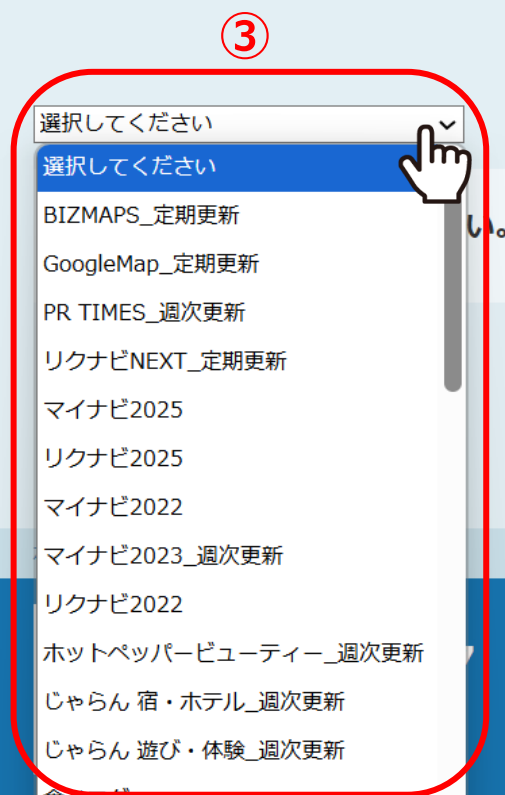 ③
選択してください
選択してください
BIZMAPS_定期更新
い。
GoogleMap_定期更新
PR TIMES_週次更新
リクナビNEXT_定期更新
マイナビ2025
リクナビ2025
マイナビ2022
マイナビ2023_週次更新
リクナビ2022
ホットペッパービューティー_週次更新
じゃらん 宿・ホテル_週次更新
じゃらん 遊び・体験_週次更新